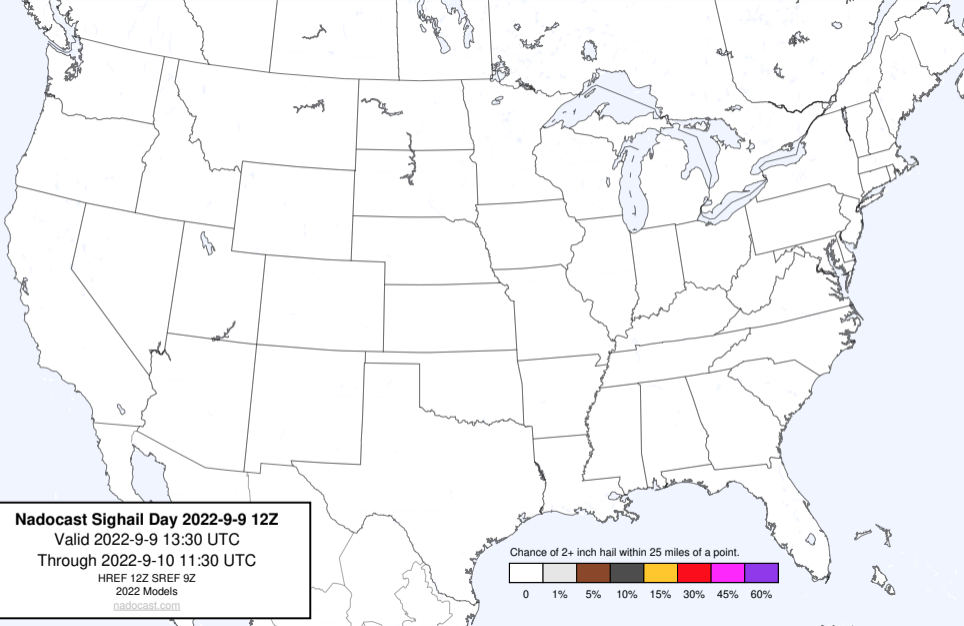 Nadocast Sighail Day 2022-9-9 12Z
Valid 2022-9-9 13:30 UTC
Through 2022-9-10 11:30 UTC
HREF 12Z SREF 9Z
2022 Models
nadocast.com
Chance of 2+ inch hail within 25 miles of a point.
0 1% 5% 10% 15% 30% 45% 60%